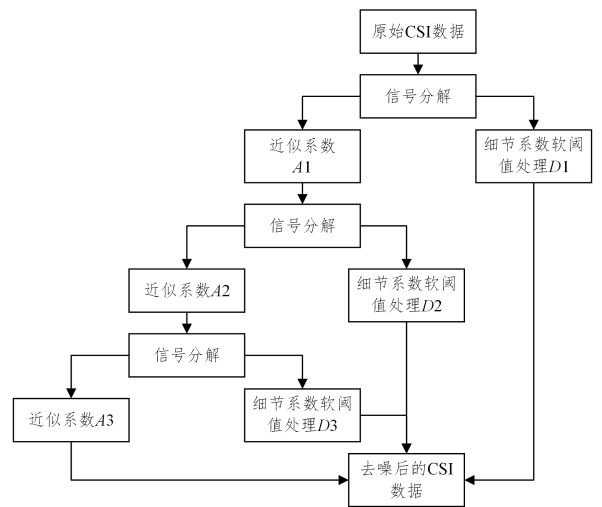 原始CSI数据
信号分解
近似系数
A1
细节系数软阈
值处理D1
信号分解
近似系数A2
细节系数软阈
值处理D2
信号分解
近似系数A3
细节系数软阈
值处理D3
去噪后的CSI
数据